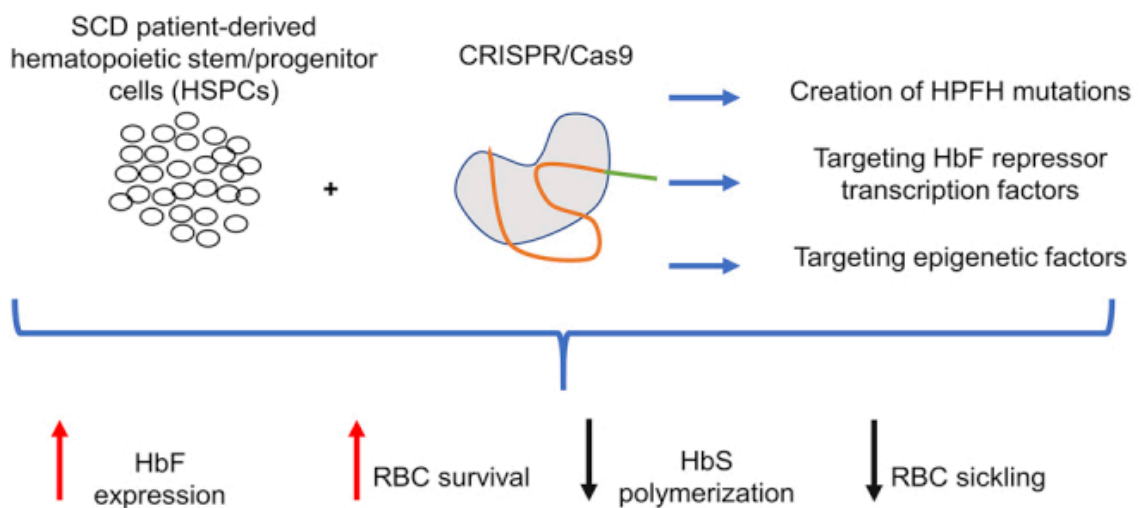 SCD patient-derived
hematopoietic stem/progenitor
cells (HSPCs)
CRISPR/Cas9
+
Creation of HPFH mutations
Targeting HbF repressor
transcription factors
Targeting epigenetic factors
HbF
expression
RBC survival
HbS
polymerization
RBC sickling